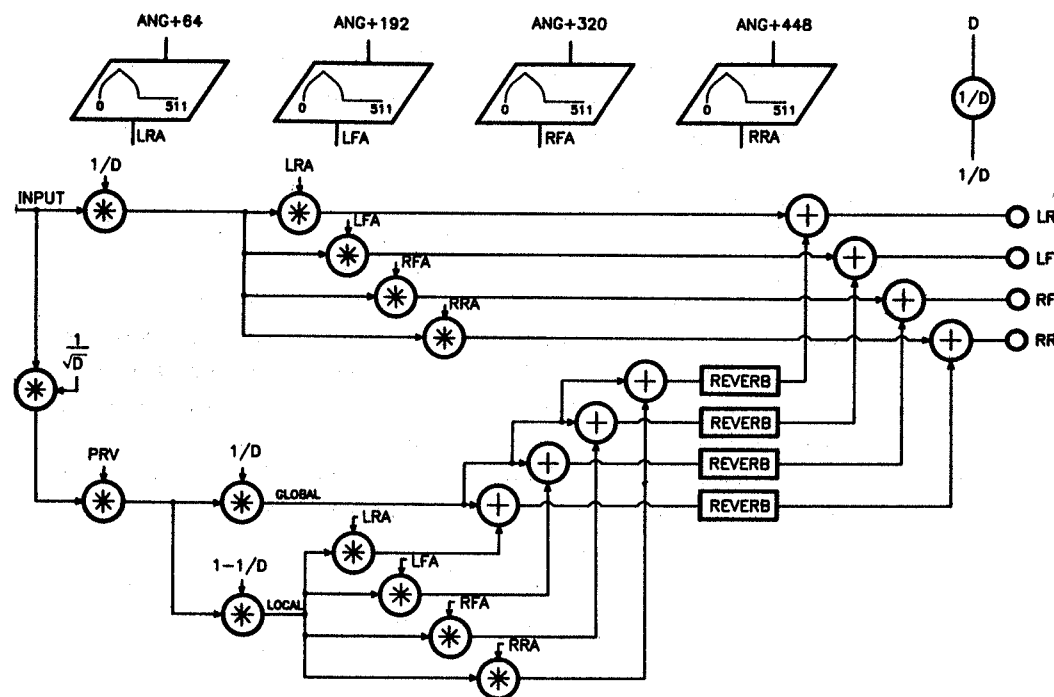 ANG+64 ANG+192 ANG+320 ANG+448 D
0 511 0 511 0 511 0 511 1/D
LRA LFA RFA RRA
1/D
1/D LRA
INPUT
LR
LFA
LF
RFA
RF
RRA
RR
1
√D
REVERB
REVERB
PRV 1/D
REVERB
GLOBAL
REVERB
LRA
1-1/D LFA
LOCAL
RFA
RRA